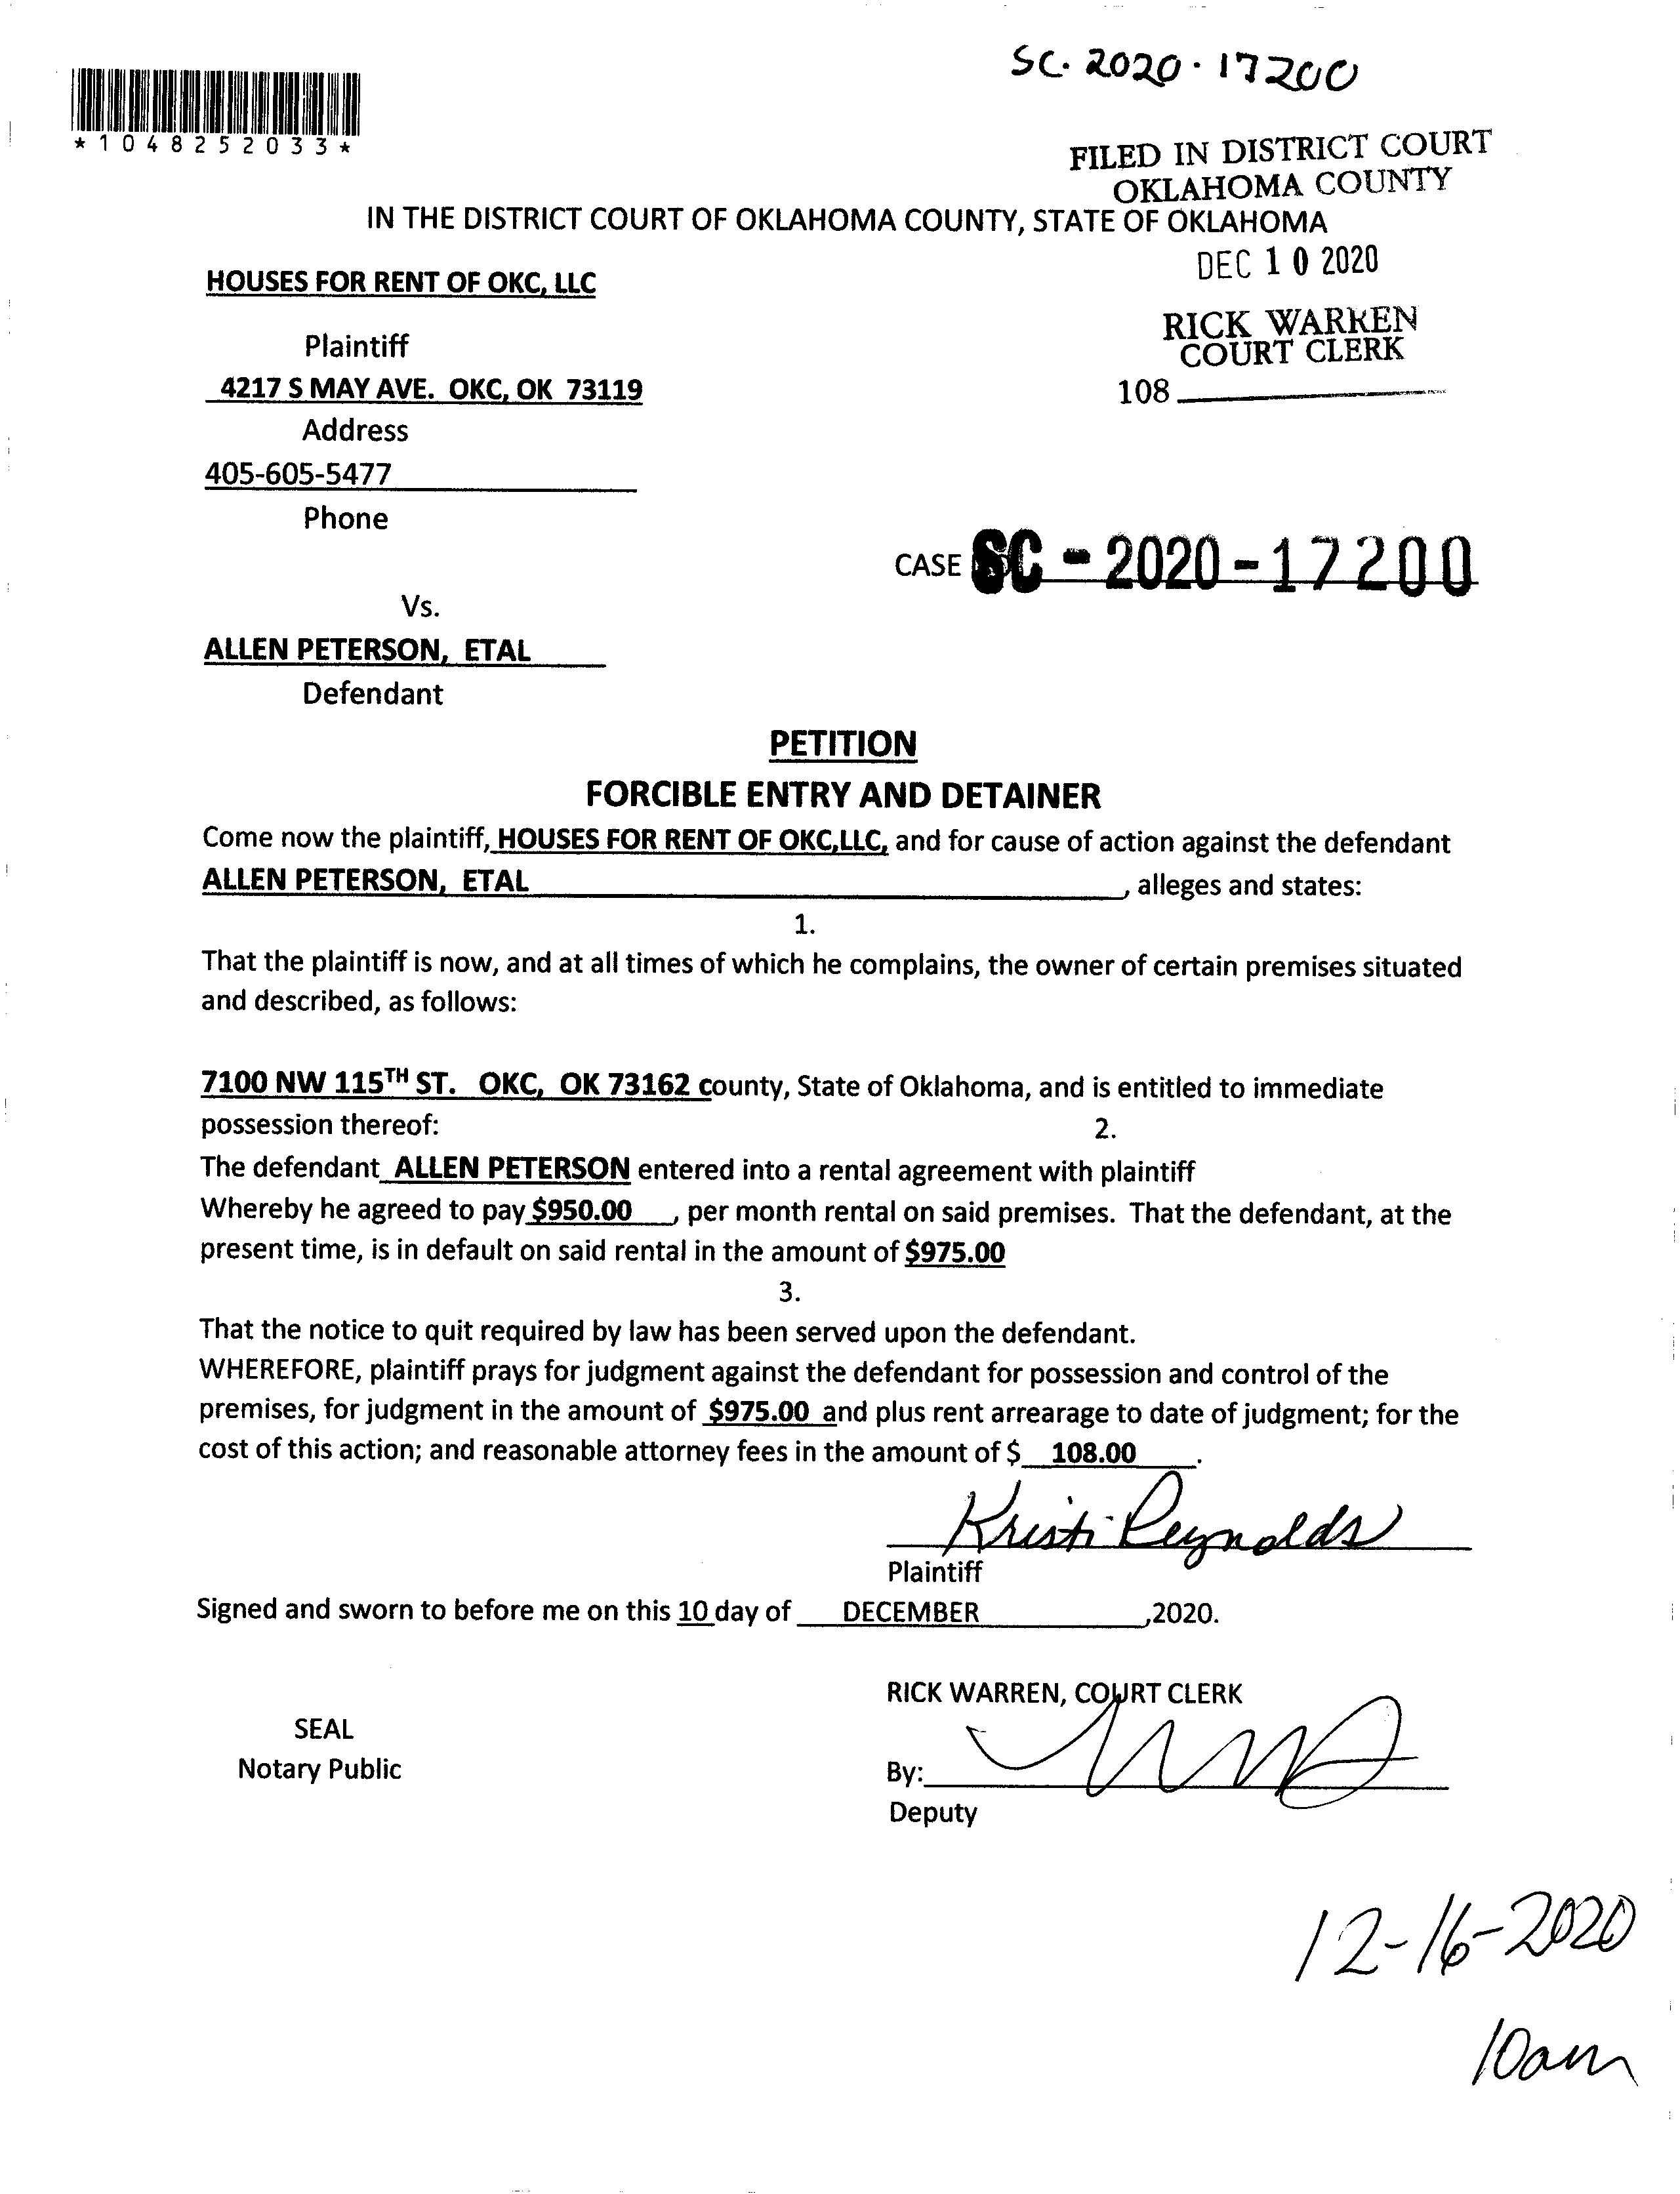 SC. 2020. 17200
*1048252033*
FILED IN DISTRICT COURT
OKLAHOMA COUNTY
IN THE DISTRICT COURT OF OKLAHOMA COUNTY, STATE OF OKLAHOMA
DEC 10 2020
HOUSES FOR RENT OF OKC, LLC
RICK WARREN
COURT CLERK
Plaintiff
4217 S MAY AVE. OKC, OK 73119
108
Address
405-605-5477
Phone
CASE SC-2020-17200
Vs.
ALLEN PETERSON, ETAL
Defendant
PETITION
FORCIBLE ENTRY AND DETAINER
Come now the plaintiff, HOUSES FOR RENT OF OKC,LLC, and for cause of action against the defendant
ALLEN PETERSON, ETAL, alleges and states:
1.
That the plaintiff is now, and at all times of which he complains, the owner of certain premises situated
and described, as follows:
7100 NW 115TH ST. OKC, OK 73162 county, State of Oklahoma, and is entitled to immediate
possession thereof:
2.
The defendant ALLEN PETERSON entered into a rental agreement with plaintiff
Whereby he agreed to pay $950.00, per month rental on said premises. That the defendant, at the
present time, is in default on said rental in the amount of $975.00
3.
That the notice to quit required by law has been served upon the defendant.
WHEREFORE, plaintiff prays for judgment against the defendant for possession and control of the
premises, for judgment in the amount of $975.00 and plus rent arrearage to date of judgment; for the
cost of this action; and reasonable attorney fees in the amount of $ 108.00.
Kristi Reynolds
Plaintiff
Signed and sworn to before me on this 10 day of DECEMBER,2020.
RICK WARREN, COURT CLERK
SEAL
Notary Public
By:
Deputy
12-16-2020
10am